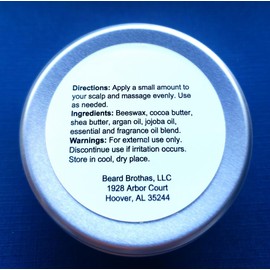 Directions: Apply a small amount to
your scalp and massage evenly. Use
as needed.
Ingredients: Beeswax, cocoa butter,
shea butter, argan oil, jojoba oil,
essential and fragrance oil blend.
Warnings: For external use only.
Discontinue use if irritation occurs.
Store in cool, dry place.
Beard Brothas, LLC
1928 Arbor Court
Hoover, AL 35244